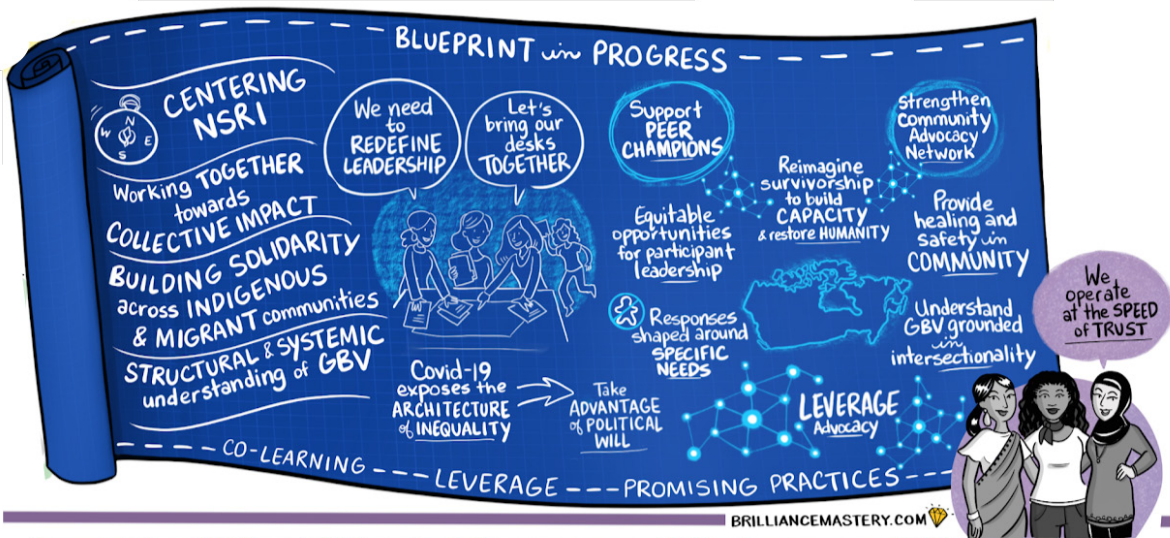 BLUEPRINT in PROGRESS
N
W E
S
CENTERING
NSRI
Working TOGETHER
towards
COLLECTIVE IMPACT
BUILDING SOLIDARITY
across INDIGENOUS
& MIGRANT communities
STRUCTURAL & SYSTEMIC
understanding of GBV
We need
to
REDEFINE
LEADERSHIP
Let's
bring our
desks
TOGETHER
Covid-19
exposes the
ARCHITECTURE
of INEQUALITY
Take
ADVANTAGE
of POLITICAL
WILL
Support
PEER
CHAMPIONS
Strengthen
Community
Advocacy
Network
Reimagine
survivorship
to build
CAPACITY
& restore HUMANITY
Equitable
opportunities
for participant
leadership
Provide
healing and
safety in
COMMUNITY
Responses
shaped around
SPECIFIC
NEEDS
Understand
GBV grounded
in
intersectionality
LEVERAGE
Advocacy
We
operate
at the SPEED
of TRUST
CO-LEARNING
LEVERAGE
PROMISING PRACTICES
BRILLIANCEMASTERY.COM